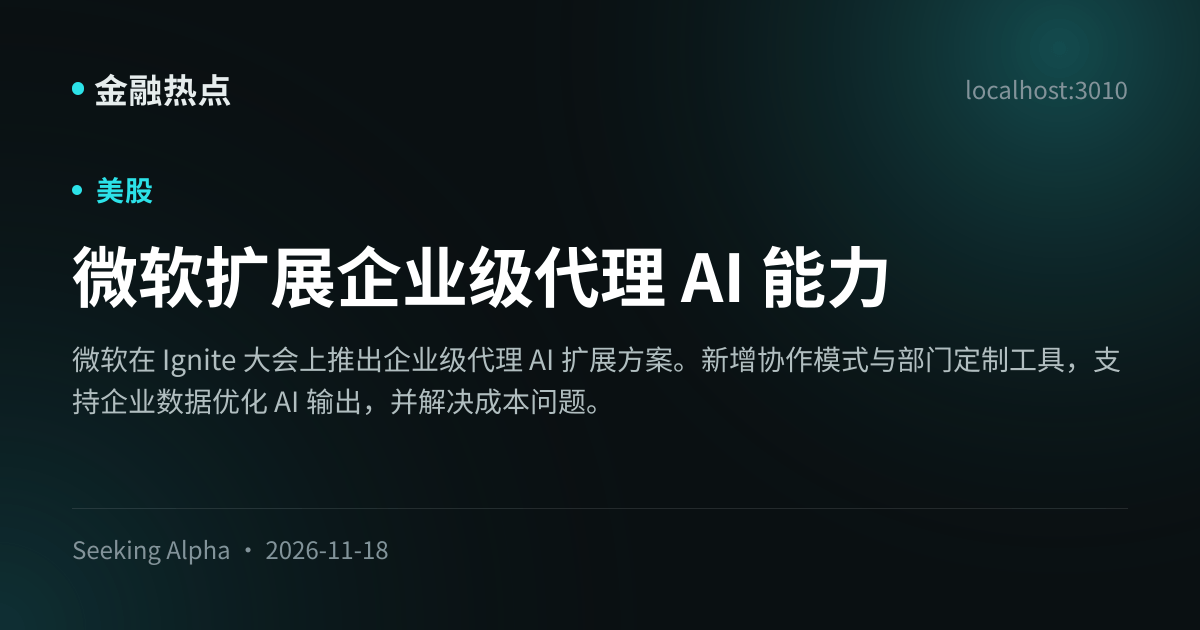 金融热点
localhost:3010
美股
微软扩展企业级代理 AI 能力
微软在 Ignite 大会上推出企业级代理 AI 扩展方案。新增协作模式与部门定制工具，支
持企业数据优化 AI 输出，并解决成本问题。
Seeking Alpha · 2026-11-18